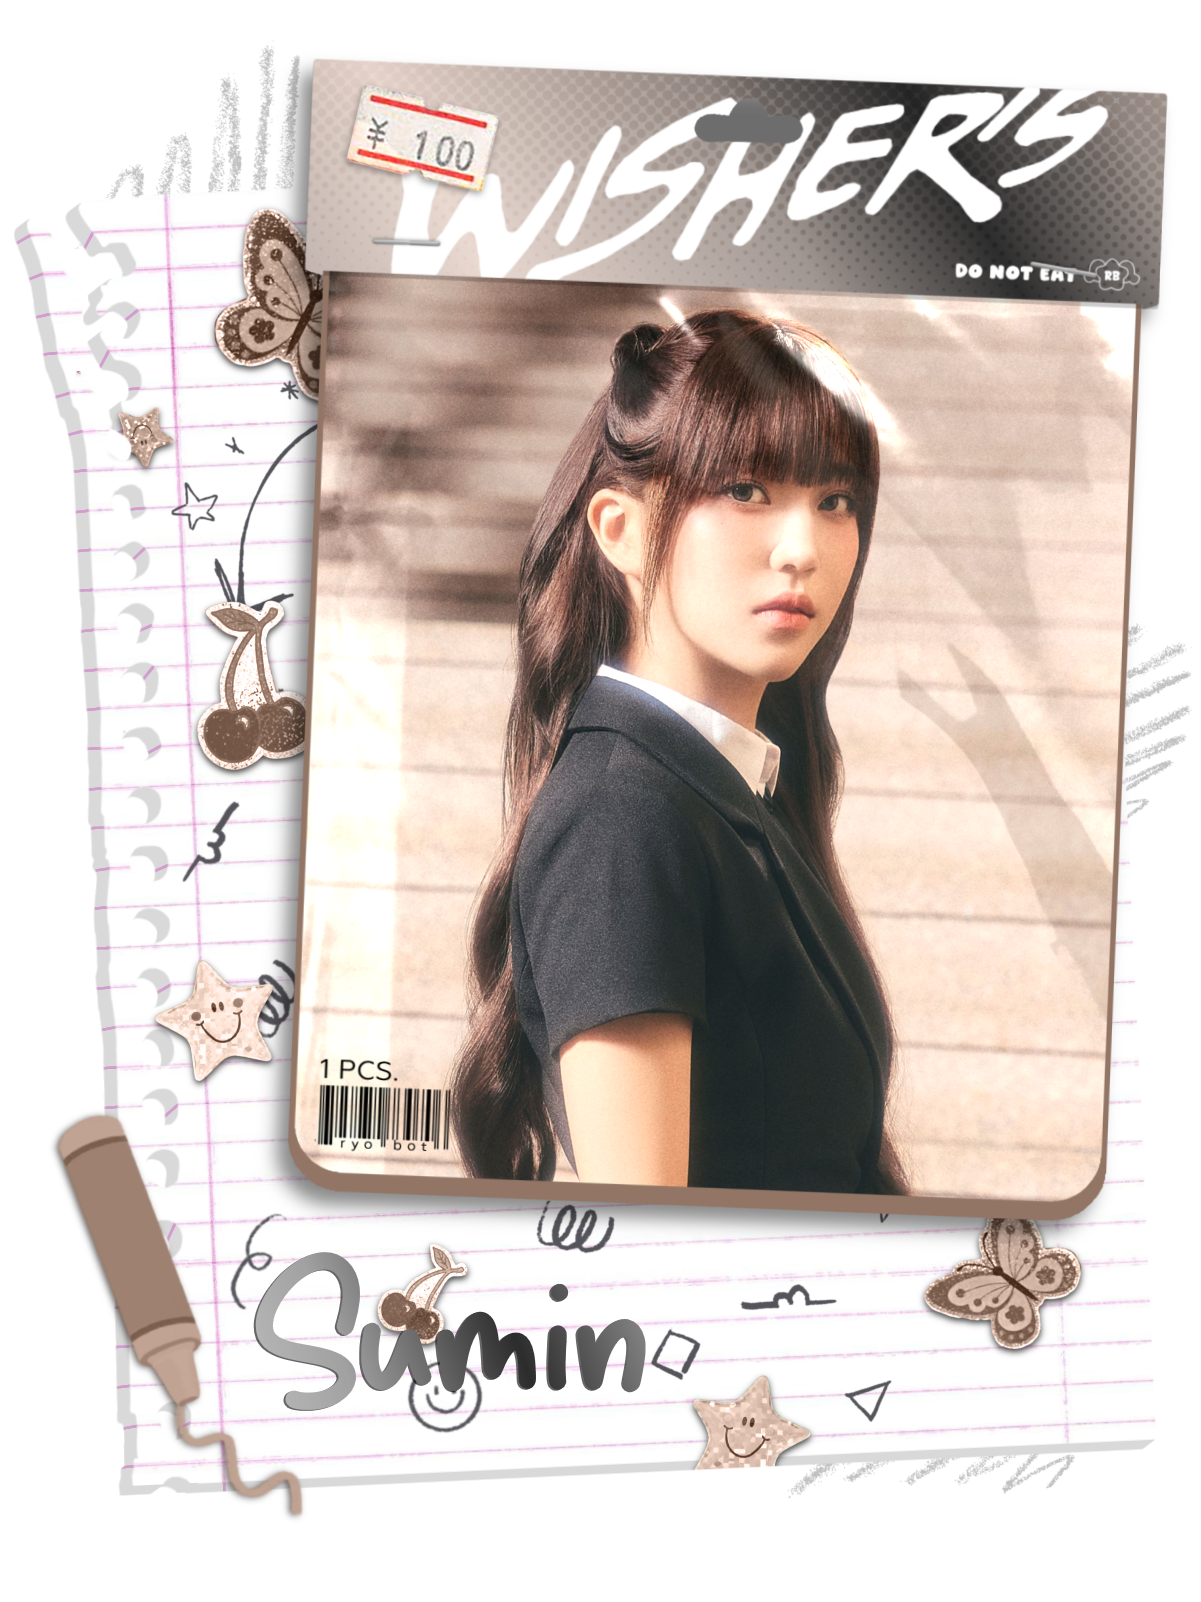 ¥ 100
WISHER'S
DO NOT EAT RB
1 PCS.
ryo bot
Sumin